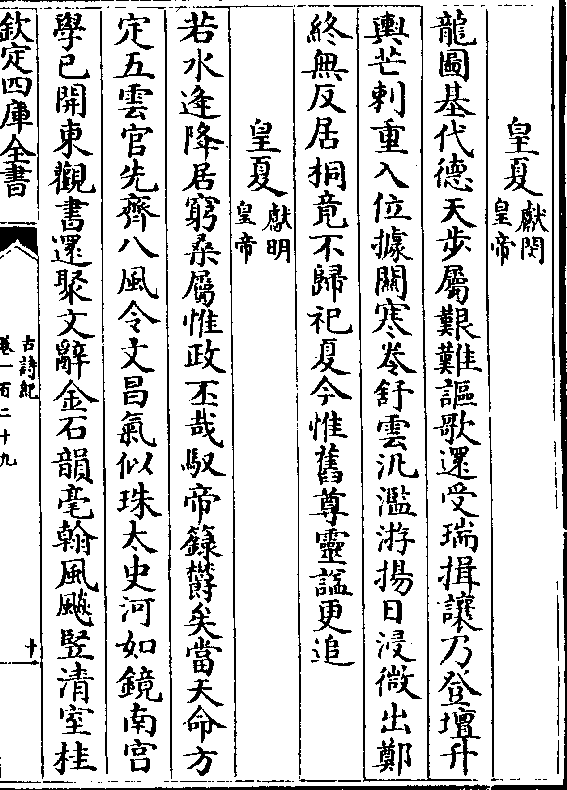 皇夏獻閔皇帝
龍圖基代德天步屬艱難謳歌還受瑞揖讓乃登壇升
輿芒刺重入位據關寒卷舒雲汎濫游揚日浸微出鄭
終無反居桐竟不歸祀夏今惟舊尊靈諡更追
皇夏獻明皇帝
若水逢降居窮桑屬惟政丕哉馭帝籙欝矣當天命方
定五雲官先齊八風令文昌氣似珠太史河如鏡南宫
學已開東觀書還聚文辭金石韻毫翰風飈竪清室桂
欽定四庫全書
古詩紀
卷一百二十九
十